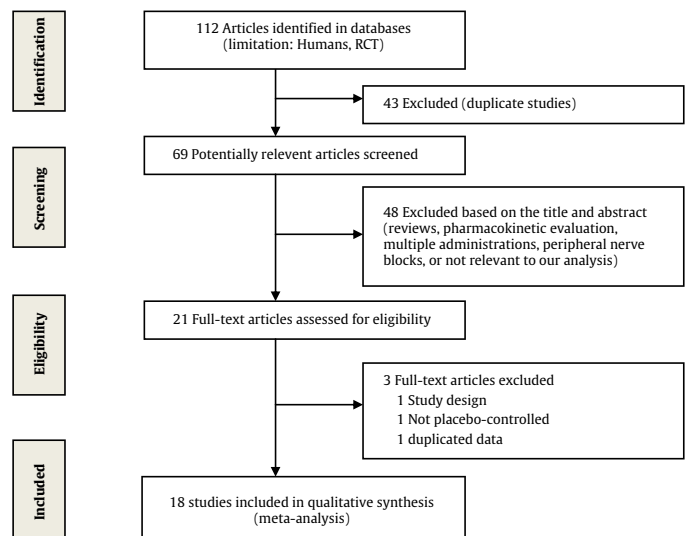 Identification
112 Articles identified in databases
(limitation: Humans, RCT)
43 Excluded (duplicate studies)
Screening
69 Potentially relevent articles screened
48 Excluded based on the title and abstract
(reviews, pharmacokinetic evaluation,
multiple administrations, peripheral nerve
blocks, or not relevant to our analysis)
Eligibility
21 Full-text articles assessed for eligibility
3 Full-text articles excluded
1 Study design
1 Not placebo-controlled
1 duplicated data
Included
18 studies included in qualitative synthesis
(meta-analysis)